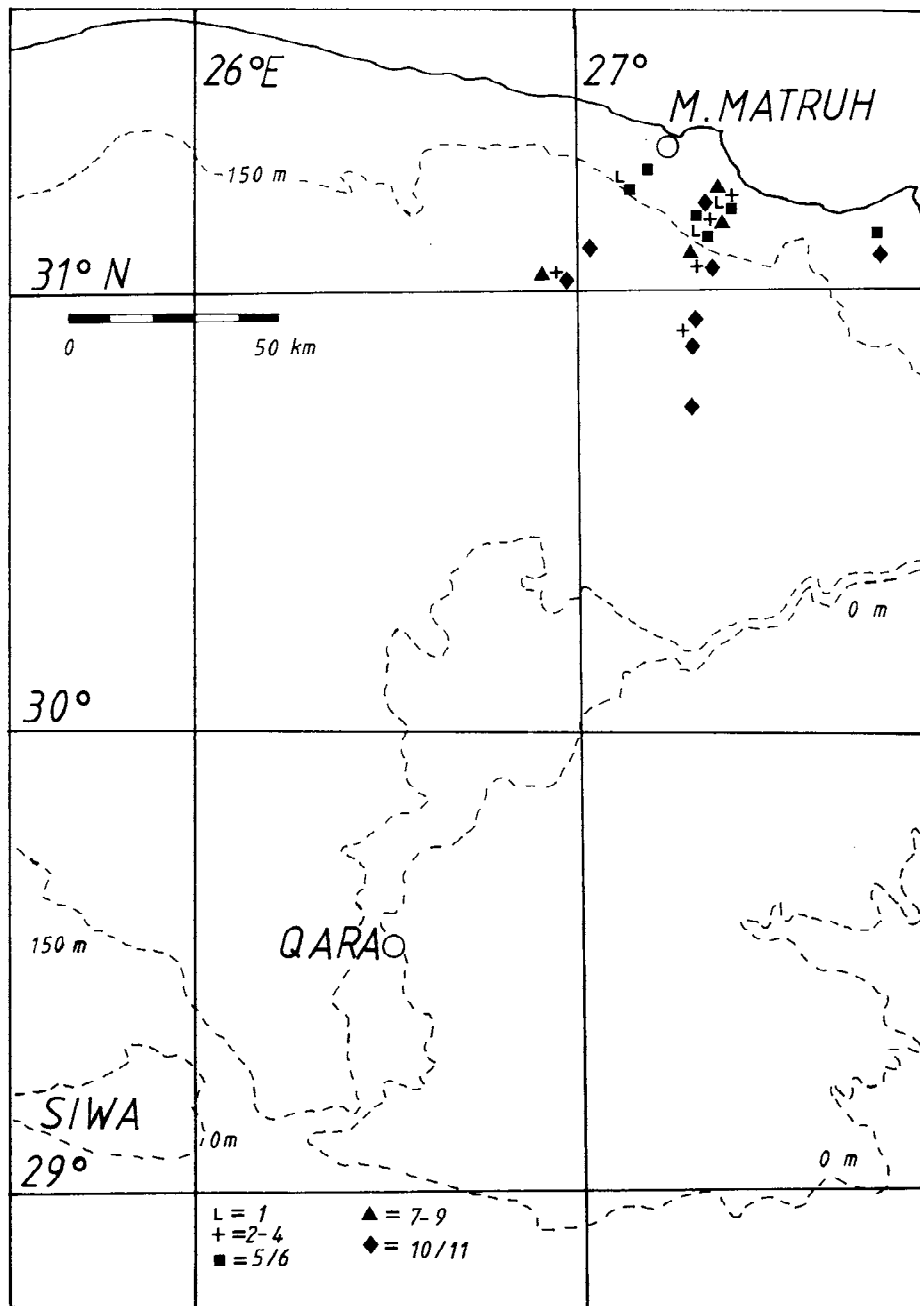 26°E
27°
M.MATRUH
150 m
31° N
0 50 km
0 m
30°
QARA
150 m
SIWA
0m
29°
0 m
L = 1
+ =2-4
■ =5/6
▲ = 7-9
◆ = 10/11